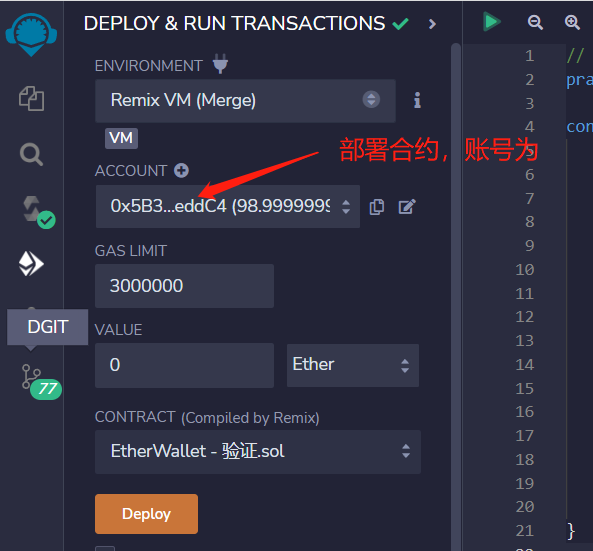 DEPLOY & RUN TRANSACTIONS
ENVIRONMENT
Remix VM (Merge)
VM
ACCOUNT
部署合约，账号为
0x5B3...eddC4 (98.9999999
GAS LIMIT
3000000
DGIT
VALUE
0
Ether
77
CONTRACT (Compiled by Remix)
EtherWallet - 验证.sol
Deploy
1
//
2
pra
3
4
con
5
6
7
8
9
10
11
12
13
14
15
16
17
18
19
20
21
}